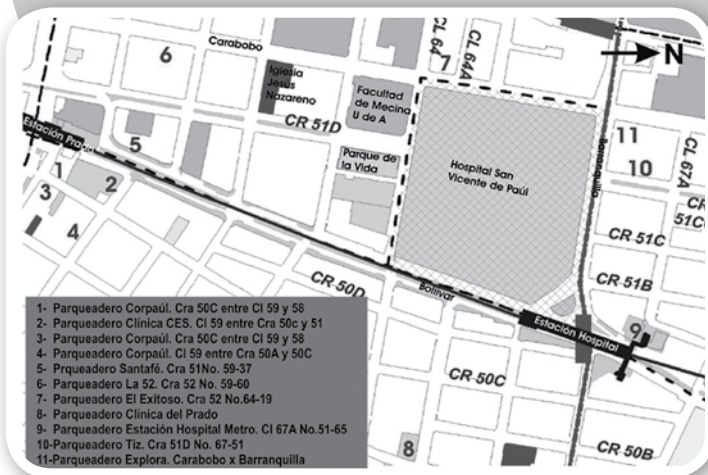 Carabobo
6
Iglesia
Jesús
Nazareno
CL 64
CL 64A
7
N
Facultad
de Mecina
U de A
CR 51D
Estación Prado
5
1
2
3
4
Parque de
la Vida
Hospital San
Vicente de Paúl
Barranquilla
11
10
CL 67A
CR
51C
CR 51C
CR 51B
CR 50D
Bolívar
Estación Hospital
9
CR 50C
8
CR 50B
1- Parqueadero Corpaúl. Cra 50C entre Cl 59 y 58
2- Parqueadero Clínica CES. Cl 59 entre Cra 50c y 51
3- Parqueadero Corpaúl. Cra 50C entre Cl 59 y 58
4- Parqueadero Corpaúl. Cl 59 entre Cra 50A y 50C
5- Prqueadero Santafé. Cra 51No. 59-37
6- Parqueadero La 52. Cra 52 No. 59-60
7- Parqueadero El Exitoso. Cra 52 No.64-19
8- Parqueadero Clínica del Prado
9- Parqueadero Estación Hospital Metro. Cl 67A No.51-65
10-Parqueadero Tiz. Cra 51D No. 67-51
11-Parqueadero Explora. Carabobo x Barranquilla